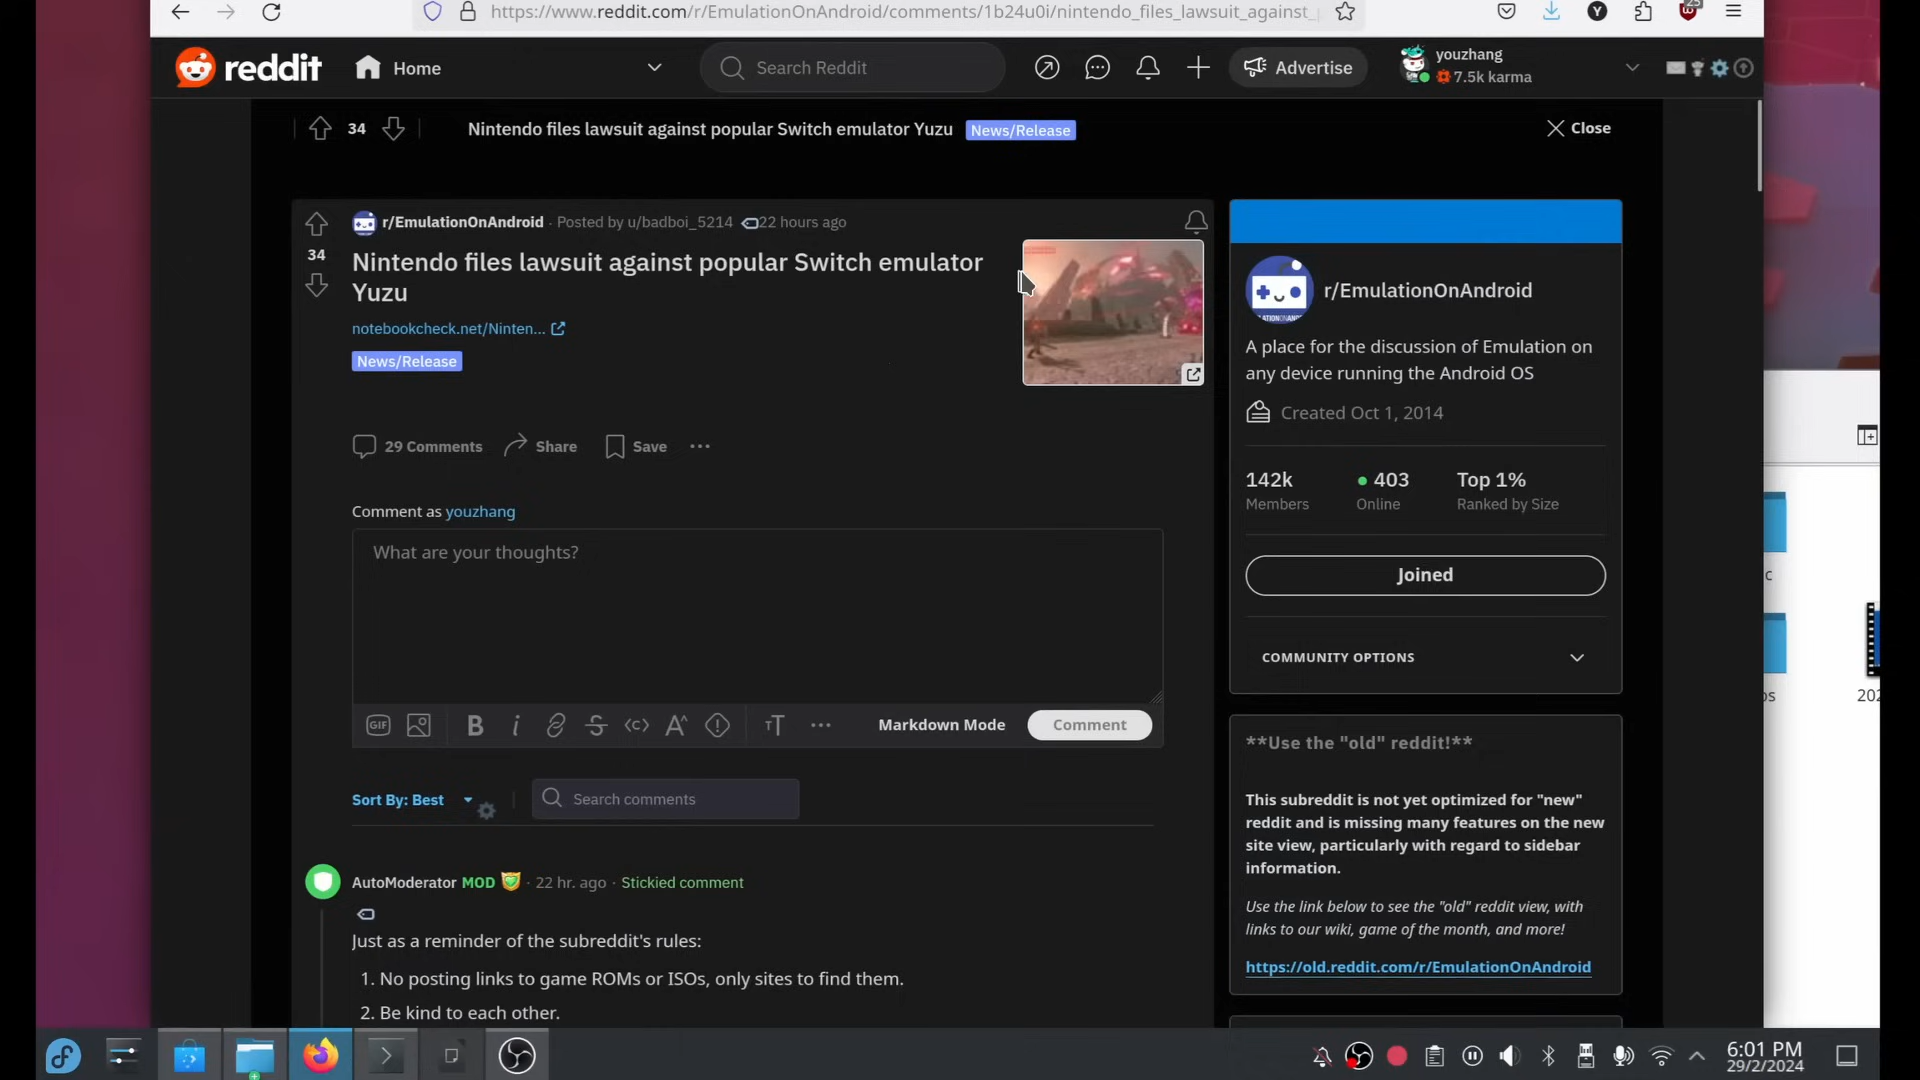 https://www.reddit.com/r/EmulationOnAndroid/comments/1b24u0i/nintendo_files_lawsuit_against_
25
reddit
Home
Search Reddit
Advertise
youzhang
7.5k karma
34
Nintendo files lawsuit against popular Switch emulator Yuzu
News/Release
Close
r/EmulationOnAndroid · Posted by u/badboi_5214 22 hours ago
34
Nintendo files lawsuit against popular Switch emulator
Yuzu
notebookcheck.net/Ninten...
News/Release
29 Comments
Share
Save
Comment as youzhang
What are your thoughts?
GIF
Markdown Mode
Comment
Sort By: Best
Search comments
AutoModerator MOD · 22 hr. ago · Stickied comment
Just as a reminder of the subreddit's rules:
1. No posting links to game ROMs or ISOs, only sites to find them.
2. Be kind to each other.
r/EmulationOnAndroid
A place for the discussion of Emulation on
any device running the Android OS
Created Oct 1, 2014
142k
Members
403
Online
Top 1%
Ranked by Size
Joined
COMMUNITY OPTIONS
**Use the "old" reddit!**
This subreddit is not yet optimized for "new"
reddit and is missing many features on the new
site view, particularly with regard to sidebar
information.
Use the link below to see the "old" reddit view, with
links to our wiki, game of the month, and more!
https://old.reddit.com/r/EmulationOnAndroid
6:01 PM
29/2/2024